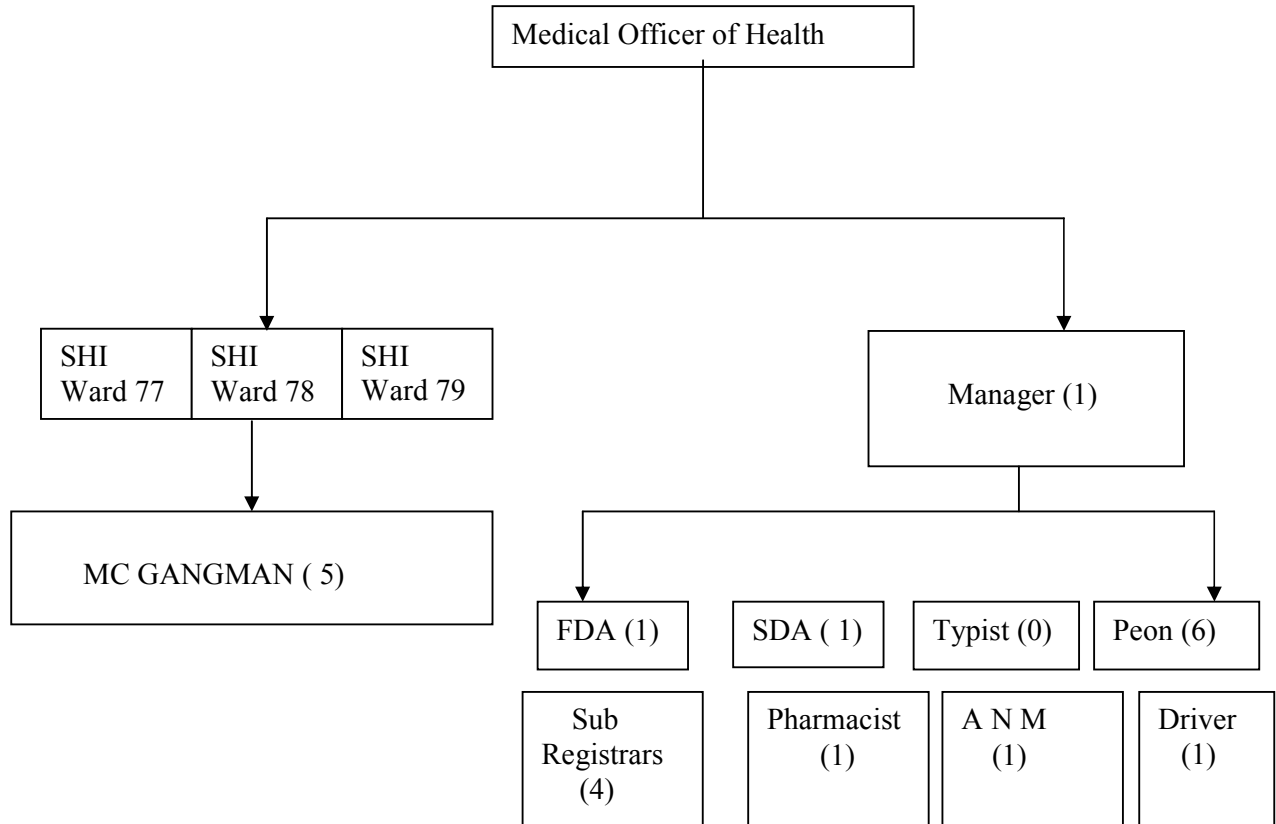 Medical Officer of Health
SHI
Ward 77
SHI
Ward 78
SHI
Ward 79
Manager (1)
MC GANGMAN ( 5)
FDA (1)
SDA ( 1)
Typist (0)
Peon (6)
Sub
Registrars
(4)
Pharmacist
(1)
A N M
(1)
Driver
(1)